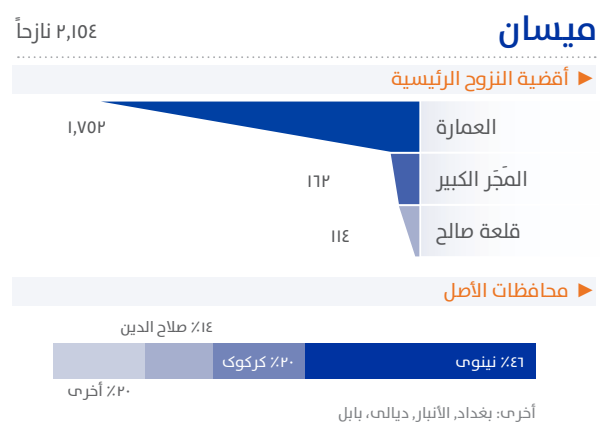 ميسان
٢,١٥٤ نازحاً
أقضية النزوح الرئيسية
العمارة
١,٧٥٢
المَجَر الكبير
١٦٢
قلعة صالح
١١٤
محافظات الأصل
١٤٪ صلاح الدين
٤٦٪ نينوى
٢٠٪ كركوك
٢٠٪ أخرى
أخرى: بغداد, الأنبار, ديالى، بابل